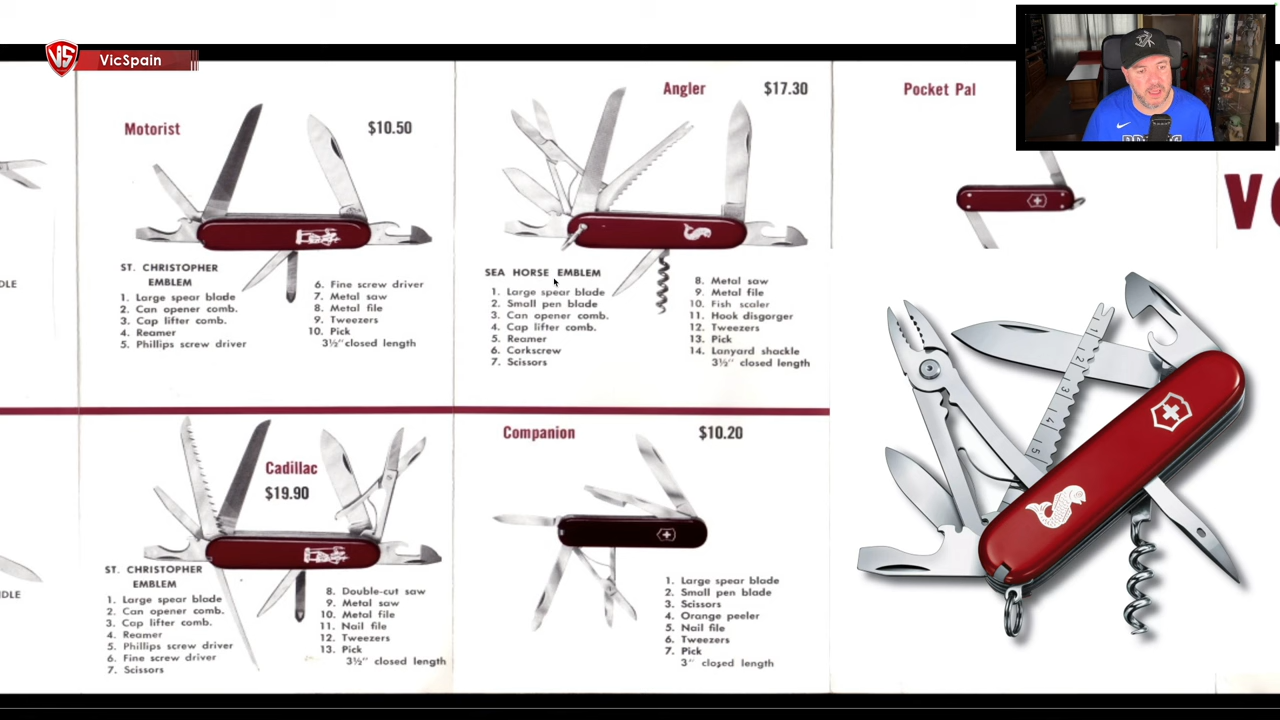 VS
VicSpain
Motorist
$10.50
ST. CHRISTOPHER
EMBLEM
1. Large spear blade
2. Can opener comb.
3. Cap lifter comb.
4. Reamer
5. Phillips screw driver
6. Fine screw driver
7. Metal saw
8. Metal file
9. Tweezers
10. Pick
3½" closed length
Angler
$17.30
SEA HORSE EMBLEM
1. Large spear blade
2. Small pen blade
3. Can opener comb.
4. Cap lifter comb.
5. Reamer
6. Corkscrew
7. Scissors
8. Metal saw
9. Metal file
10. Fish scaler
11. Hook disgorger
12. Tweezers
13. Pick
14. Lanyard shackle
3½" closed length
Pocket Pal
DLE
Cadillac
$19.90
ST. CHRISTOPHER
EMBLEM
1. Large spear blade
2. Can opener comb.
3. Cap lifter comb.
4. Reamer
5. Phillips screw driver
6. Fine screw driver
7. Scissors
8. Double-cut saw
9. Metal saw
10. Metal file
11. Nail file
12. Tweezers
13. Pick
3½" closed length
Companion
$10.20
1. Large spear blade
2. Small pen blade
3. Scissors
4. Orange peeler
5. Nail file
6. Tweezers
7. Pick
3" closed length
NDLE
1
2
3
4
5